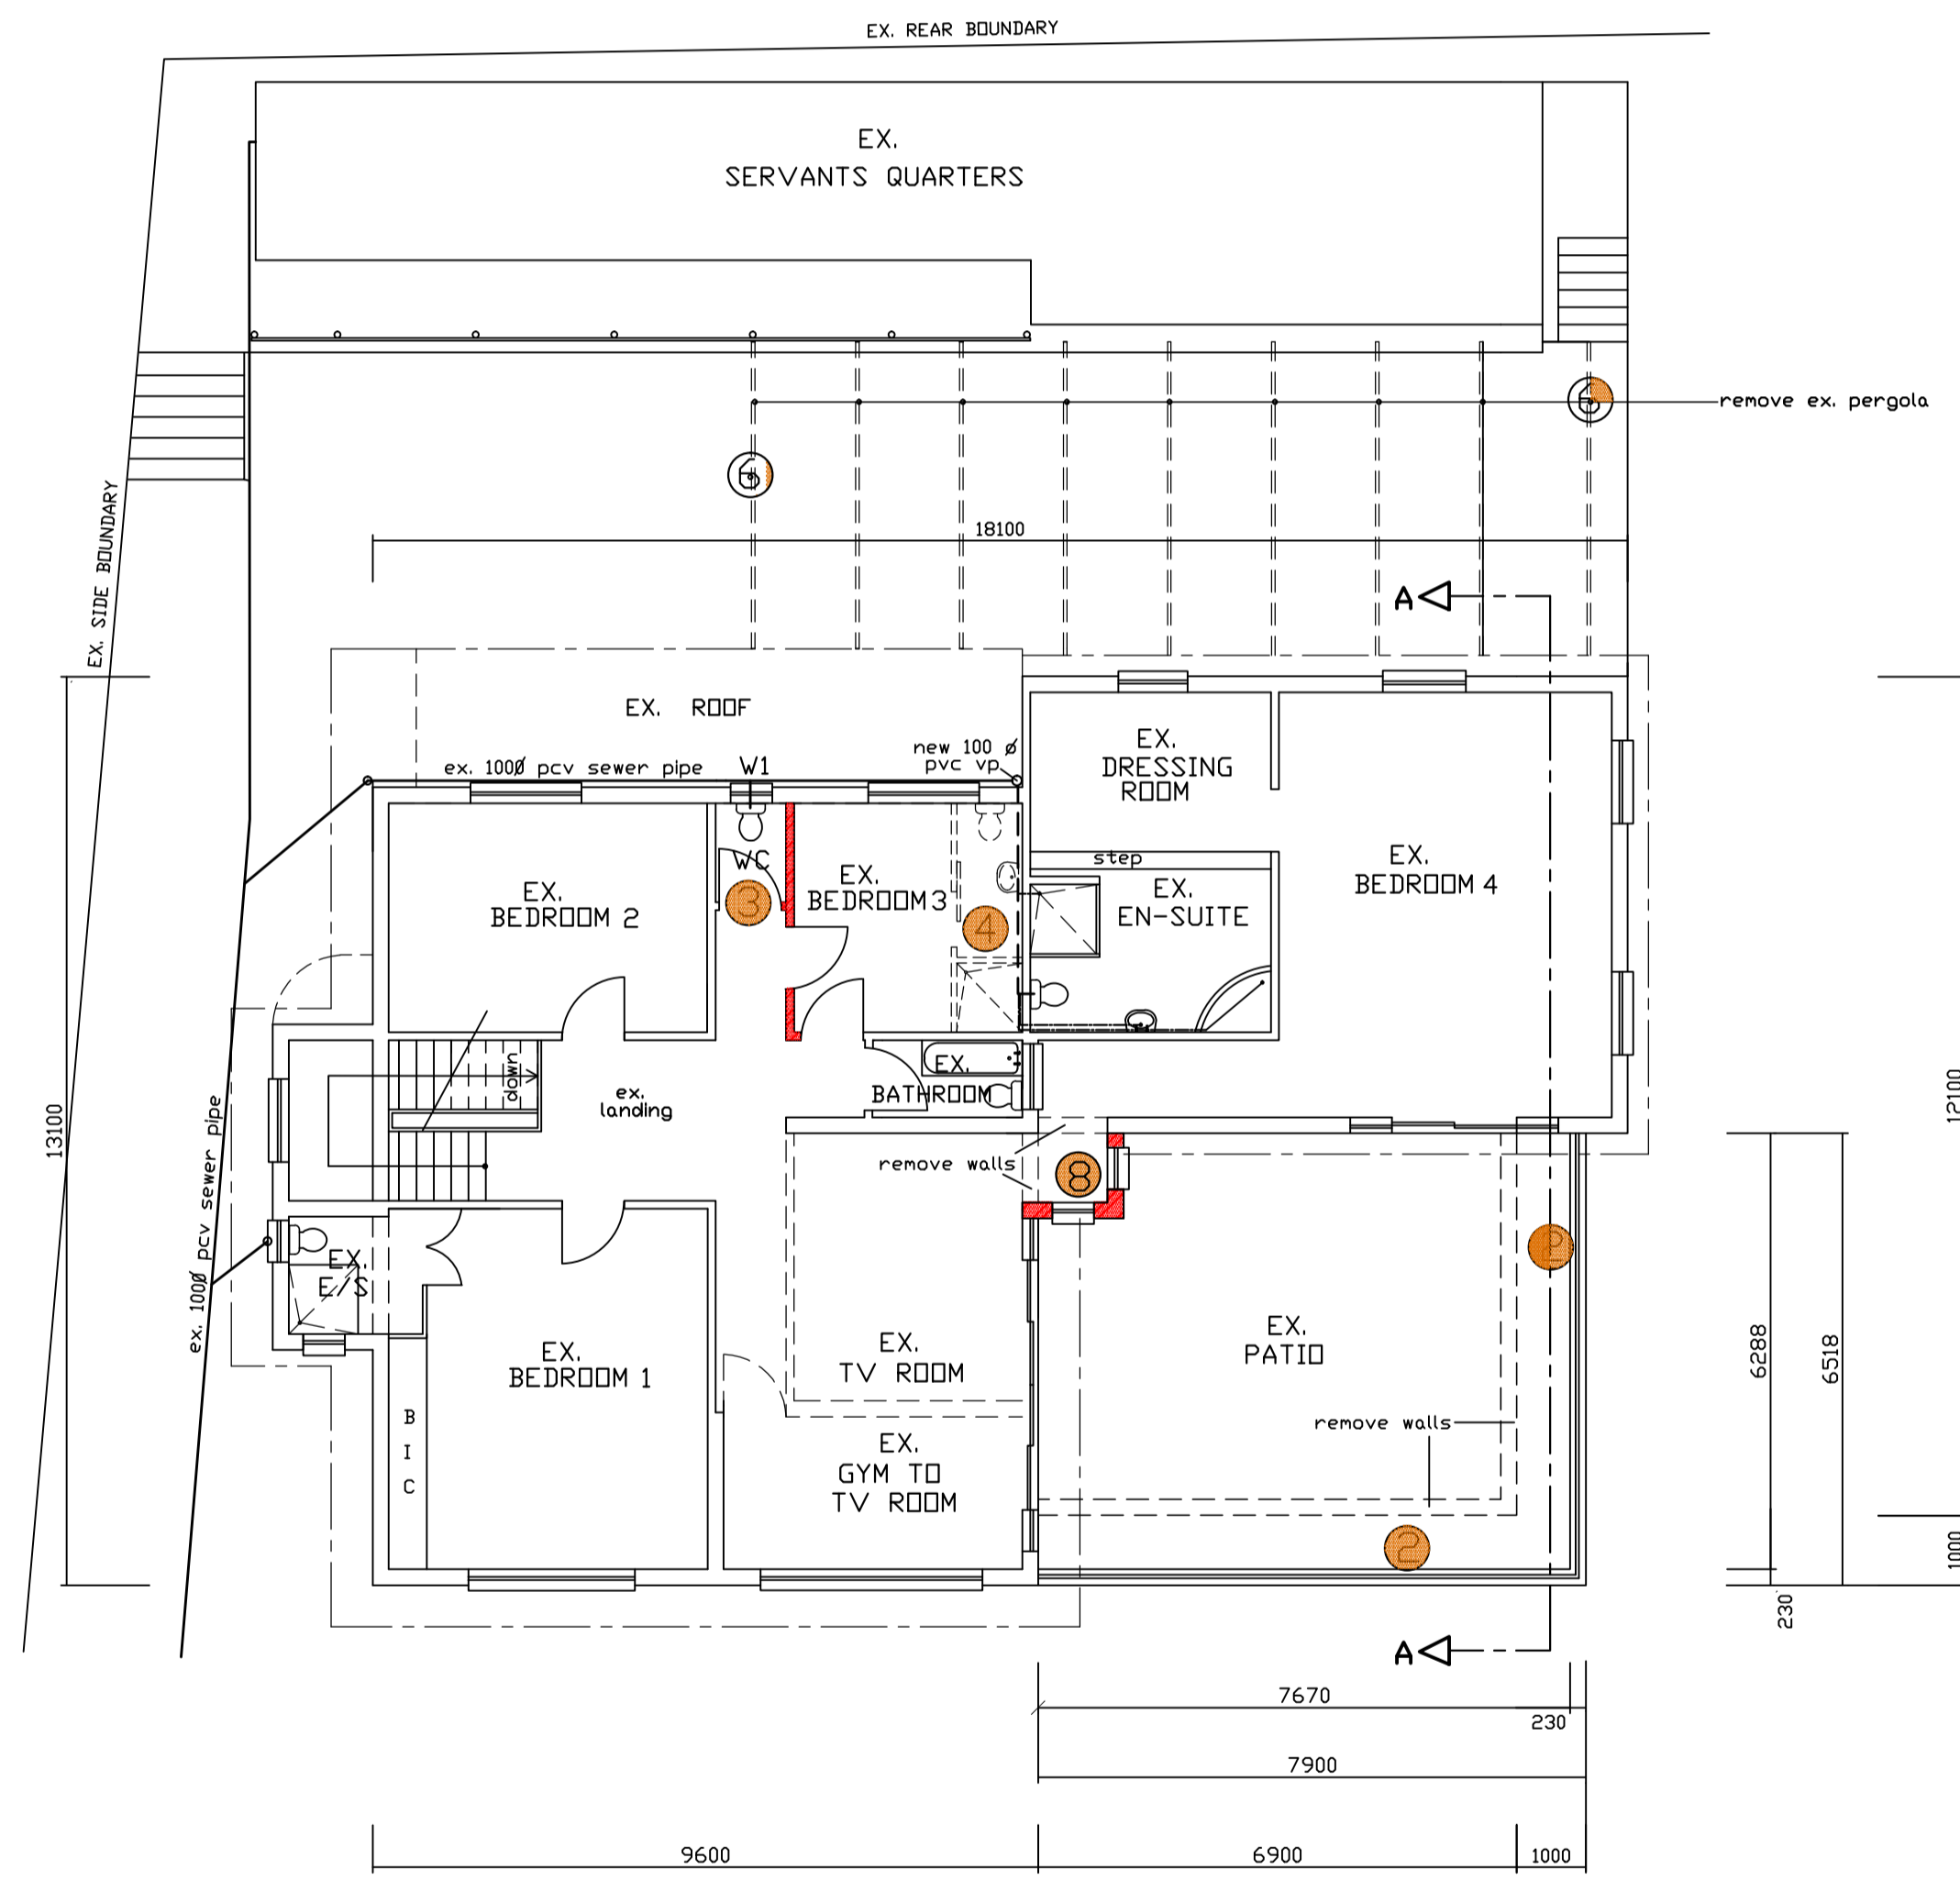 EX. REAR BOUNDARY
EX.
SERVANTS QUARTERS
remove ex. pergola
6
6
EX. SIDE BOUNDARY
18100
A
EX. ROOF
new 100 ø
pvc vp
ex. 100Ø pcv sewer pipe
W1
EX.
DRESSING
ROOM
step
WC
3
EX.
BEDROOM 2
EX.
BEDROOM 3
4
EX.
EN-SUITE
EX.
BEDROOM 4
down
ex.
landing
EX.
BATHROOM
13100
12100
remove walls
8
ex. 100Ø pcv sewer pipe
EX.
E/S
2
EX.
BEDROOM 1
EX.
TV ROOM
EX.
PATIO
6288
6518
B
I
C
remove walls
EX.
GYM TO
TV ROOM
2
1000
230
A
7670
230
7900
9600
6900
1000